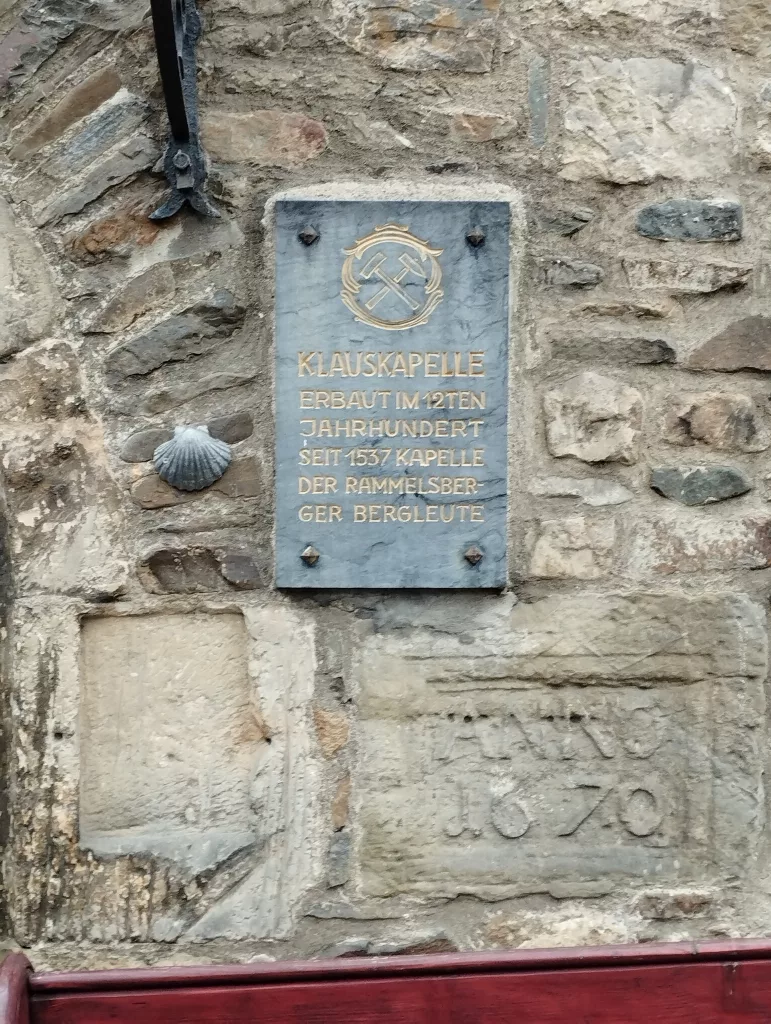 KLAUSKAPELLE
ERBAUT IM 12TEN
JAHRHUNDERT
SEIT 1537 KAPELLE
DER RAMMELSBER-
GER BERGLEUTE
ANNO
1670